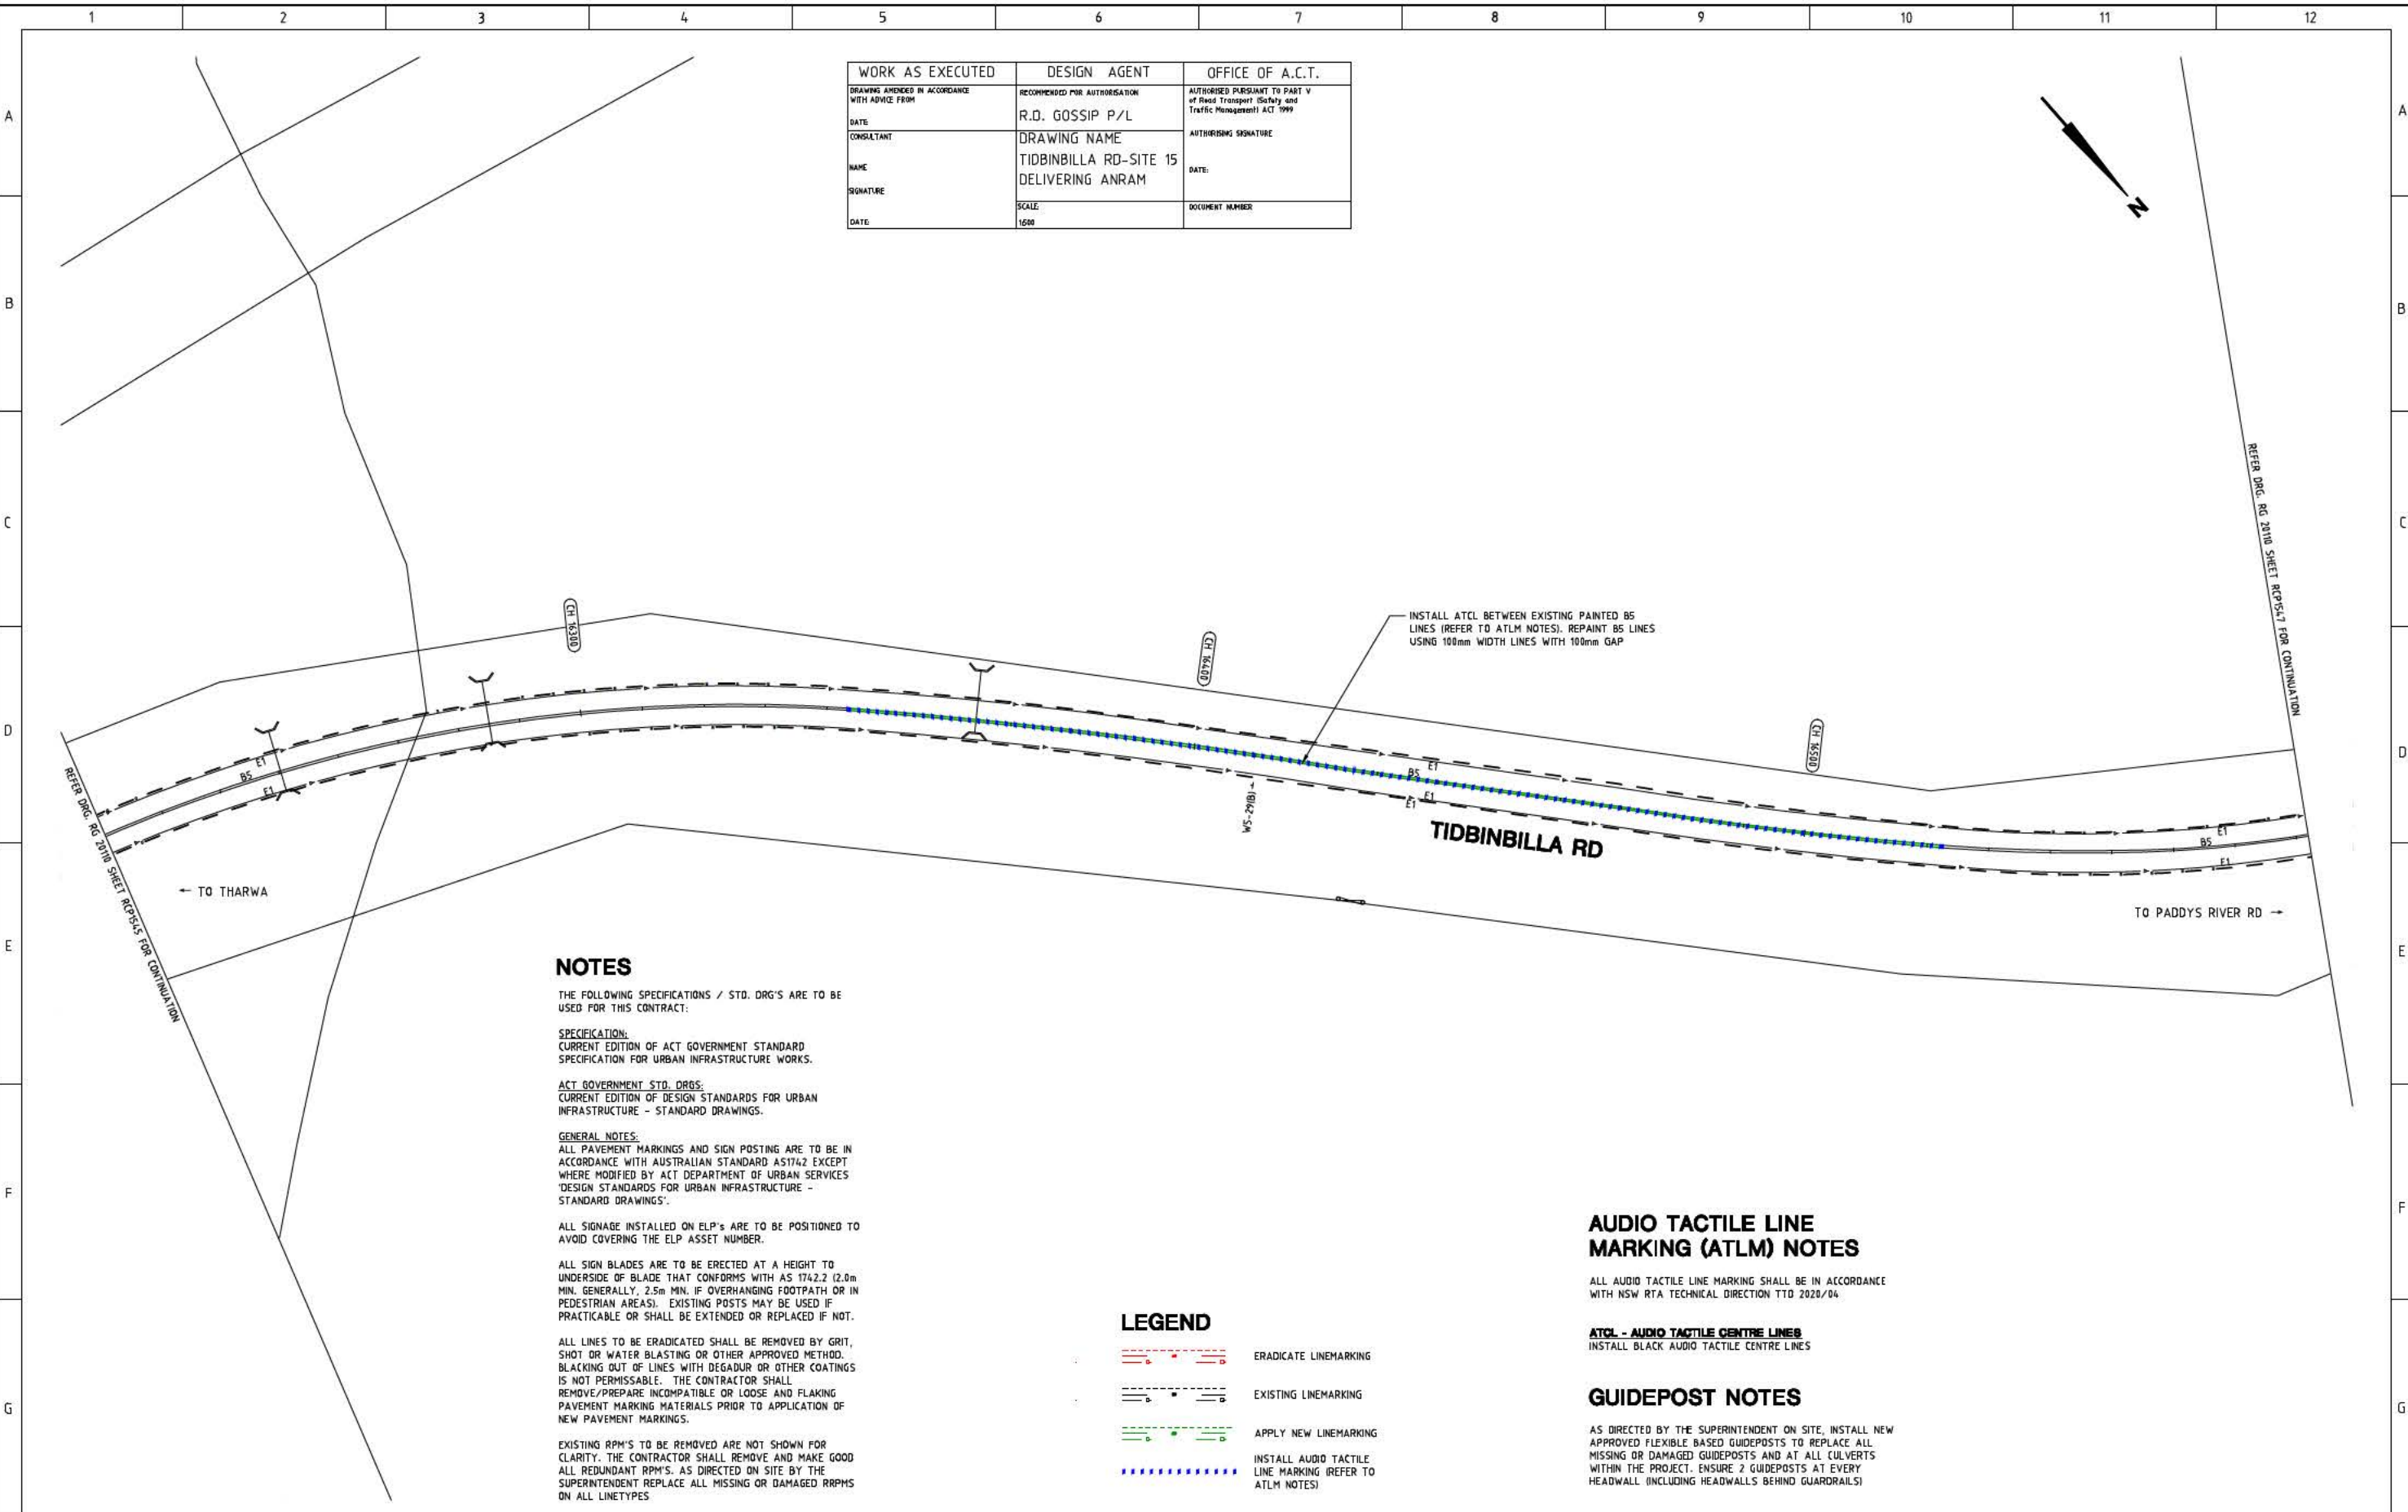 1 2 3 4 5 6 7 8 9 10 11 12
A A
B B
C C
D D
E E
F F
G G
WORK AS EXECUTED
DRAWING AMENDED IN ACCORDANCE
WITH ADVICE FROM
DATE:
CONSULTANT
NAME
SIGNATURE
DATE:
DESIGN AGENT
RECOMMENDED FOR AUTHORISATION
R.D. GOSSIP P/L
DRAWING NAME
TIDBINBILLA RD-SITE 15
DELIVERING ANRAM
SCALE:
1:500
OFFICE OF A.C.T.
AUTHORISED PURSUANT TO PART V
of Road Transport (Safety and
Traffic Management) ACT 1999
AUTHORISING SIGNATURE
DATE:
DOCUMENT NUMBER
N
REFER DRG. RG 20110 SHEET RCP1547 FOR CONTINUATION
CH 16300
CH 16400
CH 16500
INSTALL ATCL BETWEEN EXISTING PAINTED B5
LINES (REFER TO ATLM NOTES). REPAINT B5 LINES
USING 100mm WIDTH LINES WITH 100mm GAP
REFER DRG. RG 20110 SHEET RCP1545 FOR CONTINUATION
E1
B5
E1
E1
B5
E1
E1
W5-29(B) →
E1
B5
E1
TIDBINBILLA RD
← TO THARWA
TO PADDYS RIVER RD →
NOTES
THE FOLLOWING SPECIFICATIONS / STD. DRG'S ARE TO BE
USED FOR THIS CONTRACT:
SPECIFICATION:
CURRENT EDITION OF ACT GOVERNMENT STANDARD
SPECIFICATION FOR URBAN INFRASTRUCTURE WORKS.
ACT GOVERNMENT STD. DRGS:
CURRENT EDITION OF DESIGN STANDARDS FOR URBAN
INFRASTRUCTURE - STANDARD DRAWINGS.
GENERAL NOTES:
ALL PAVEMENT MARKINGS AND SIGN POSTING ARE TO BE IN
ACCORDANCE WITH AUSTRALIAN STANDARD AS1742 EXCEPT
WHERE MODIFIED BY ACT DEPARTMENT OF URBAN SERVICES
'DESIGN STANDARDS FOR URBAN INFRASTRUCTURE -
STANDARD DRAWINGS'.
ALL SIGNAGE INSTALLED ON ELP's ARE TO BE POSITIONED TO
AVOID COVERING THE ELP ASSET NUMBER.
ALL SIGN BLADES ARE TO BE ERECTED AT A HEIGHT TO
UNDERSIDE OF BLADE THAT CONFORMS WITH AS 1742.2 (2.0m
MIN. GENERALLY, 2.5m MIN. IF OVERHANGING FOOTPATH OR IN
PEDESTRIAN AREAS). EXISTING POSTS MAY BE USED IF
PRACTICABLE OR SHALL BE EXTENDED OR REPLACED IF NOT.
ALL LINES TO BE ERADICATED SHALL BE REMOVED BY GRIT,
SHOT OR WATER BLASTING OR OTHER APPROVED METHOD.
BLACKING OUT OF LINES WITH DEGADUR OR OTHER COATINGS
IS NOT PERMISSABLE. THE CONTRACTOR SHALL
REMOVE/PREPARE INCOMPATIBLE OR LOOSE AND FLAKING
PAVEMENT MARKING MATERIALS PRIOR TO APPLICATION OF
NEW PAVEMENT MARKINGS.
EXISTING RPM'S TO BE REMOVED ARE NOT SHOWN FOR
CLARITY. THE CONTRACTOR SHALL REMOVE AND MAKE GOOD
ALL REDUNDANT RPM'S. AS DIRECTED ON SITE BY THE
SUPERINTENDENT REPLACE ALL MISSING OR DAMAGED RRPMS
ON ALL LINETYPES
LEGEND
ERADICATE LINEMARKING
EXISTING LINEMARKING
APPLY NEW LINEMARKING
INSTALL AUDIO TACTILE
LINE MARKING (REFER TO
ATLM NOTES)
AUDIO TACTILE LINE
MARKING (ATLM) NOTES
ALL AUDIO TACTILE LINE MARKING SHALL BE IN ACCORDANCE
WITH NSW RTA TECHNICAL DIRECTION TTD 2020/04
ATCL - AUDIO TACTILE CENTRE LINES
INSTALL BLACK AUDIO TACTILE CENTRE LINES
GUIDEPOST NOTES
AS DIRECTED BY THE SUPERINTENDENT ON SITE, INSTALL NEW
APPROVED FLEXIBLE BASED GUIDEPOSTS TO REPLACE ALL
MISSING OR DAMAGED GUIDEPOSTS AND AT ALL CULVERTS
WITHIN THE PROJECT. ENSURE 2 GUIDEPOSTS AT EVERY
HEADWALL (INCLUDING HEADWALLS BEHIND GUARDRAILS)